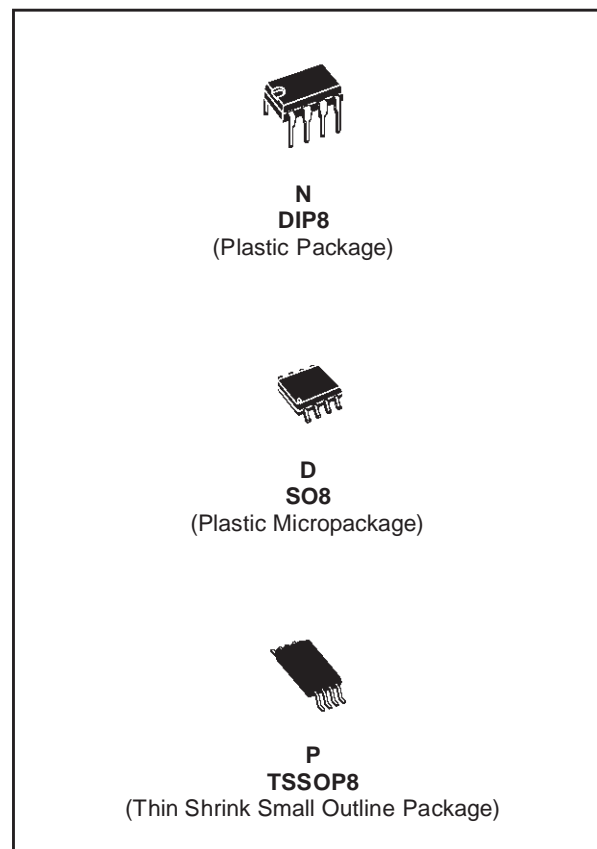 N
DIP8
(Plastic Package)
D
SO8
(Plastic Micropackage)
P
TSSOP8
(Thin Shrink Small Outline Package)